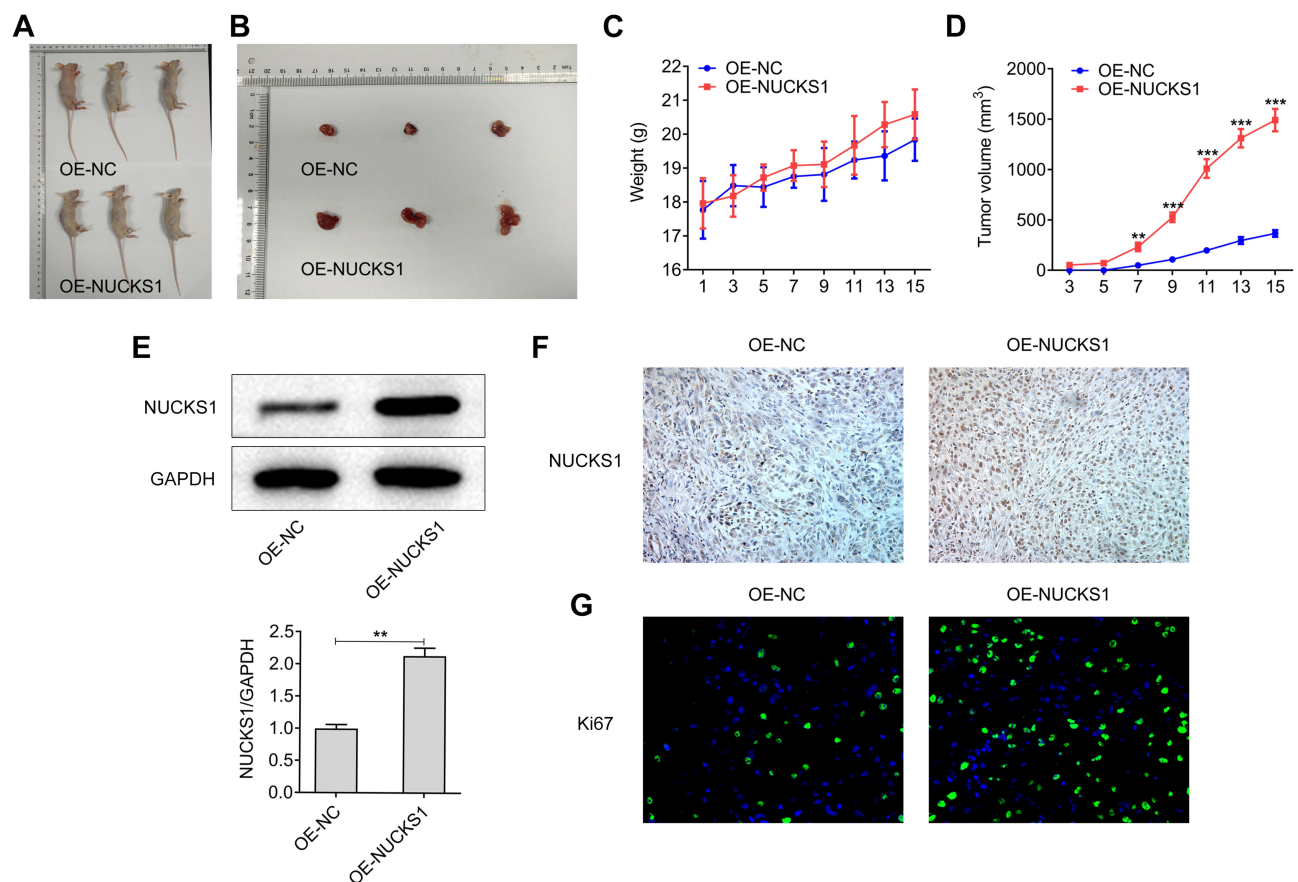 A
OE-NC
OE-NUCKS1
B
OE-NC
OE-NUCKS1
C
OE-NC
OE-NUCKS1
Weight (g)
22
21
20
19
18
17
16
1 3 5 7 9 11 13 15
D
OE-NC
OE-NUCKS1
Tumor volume (mm³)
2000
1500
1000
500
0
** *** *** *** ***
3 5 7 9 11 13 15
E
NUCKS1
GAPDH
OE-NC
OE-NUCKS1
NUCKS1/GAPDH
2.5
2.0
1.5
1.0
0.5
0.0
**
OE-NC
OE-NUCKS1
F
OE-NC OE-NUCKS1
NUCKS1
G
OE-NC OE-NUCKS1
Ki67